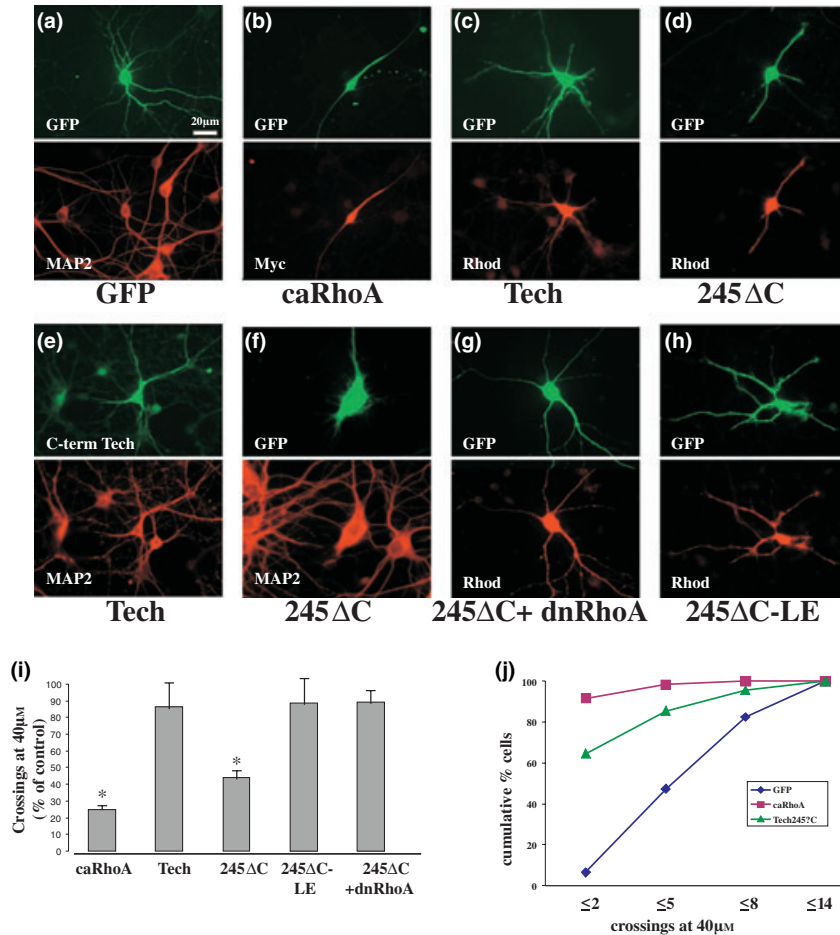 (a) (b) (c) (d)
20μm
GFP GFP GFP GFP
MAP2 Myc Rhod Rhod
GFP caRhoA Tech 245ΔC
(e) (f) (g) (h)
C-term Tech GFP GFP GFP
MAP2 MAP2 Rhod Rhod
Tech 245ΔC 245ΔC+ dnRhoA 245ΔC-LE
(i)
Crossings at 40μM
(% of control)
100
90
80
70
60
50
40
30
20
10
0
* *
caRhoA Tech 245ΔC 245ΔC-LE 245ΔC+dnRhoA
(j)
cumulative % cells
100
80
60
40
20
0
GFP
caRhoA
Tech245?C
≤2 ≤5 ≤8 ≤14
crossings at 40μM